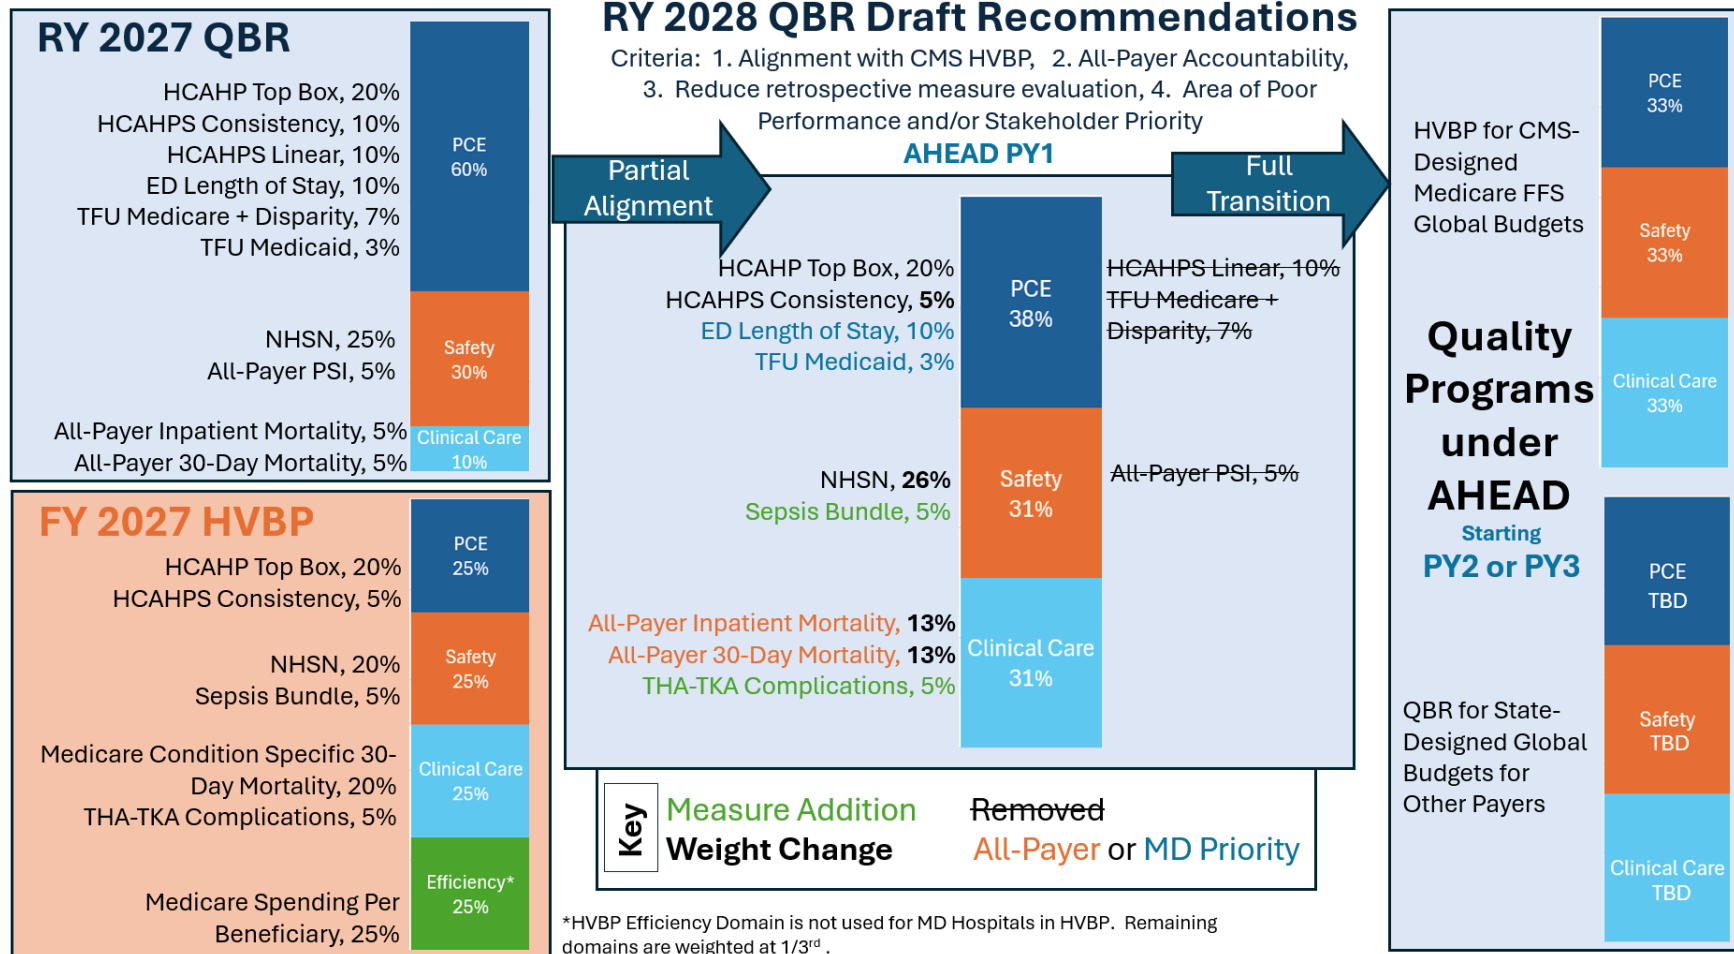 RY 2027 QBR
HCAHP Top Box, 20%
HCAHPS Consistency, 10%
HCAHPS Linear, 10%
ED Length of Stay, 10%
TFU Medicare + Disparity, 7%
TFU Medicaid, 3%
NHSN, 25%
All-Payer PSI, 5%
All-Payer Inpatient Mortality, 5%
All-Payer 30-Day Mortality, 5%
PCE
60%
Safety
30%
Clinical Care
10%
FY 2027 HVBP
HCAHP Top Box, 20%
HCAHPS Consistency, 5%
NHSN, 20%
Sepsis Bundle, 5%
Medicare Condition Specific 30-
Day Mortality, 20%
THA-TKA Complications, 5%
Medicare Spending Per
Beneficiary, 25%
PCE
25%
Safety
25%
Clinical Care
25%
Efficiency*
25%
RY 2028 QBR Draft Recommendations
Criteria: 1. Alignment with CMS HVBP, 2. All-Payer Accountability,
3. Reduce retrospective measure evaluation, 4. Area of Poor
Performance and/or Stakeholder Priority
AHEAD PY1
Partial
Alignment
Full
Transition
HCAHP Top Box, 20%
HCAHPS Consistency, 5%
ED Length of Stay, 10%
TFU Medicaid, 3%
NHSN, 26%
Sepsis Bundle, 5%
All-Payer Inpatient Mortality, 13%
All-Payer 30-Day Mortality, 13%
THA-TKA Complications, 5%
PCE
38%
Safety
31%
Clinical Care
31%
HCAHPS Linear, 10%
TFU Medicare +
Disparity, 7%
All-Payer PSI, 5%
Key
Measure Addition
Removed
Weight Change
All-Payer or MD Priority
*HVBP Efficiency Domain is not used for MD Hospitals in HVBP. Remaining
domains are weighted at 1/3rd .
HVBP for CMS-
Designed
Medicare FFS
Global Budgets
PCE
33%
Safety
33%
Clinical Care
33%
Quality
Programs
under
AHEAD
Starting
PY2 or PY3
QBR for State-
Designed Global
Budgets for
Other Payers
PCE
TBD
Safety
TBD
Clinical Care
TBD